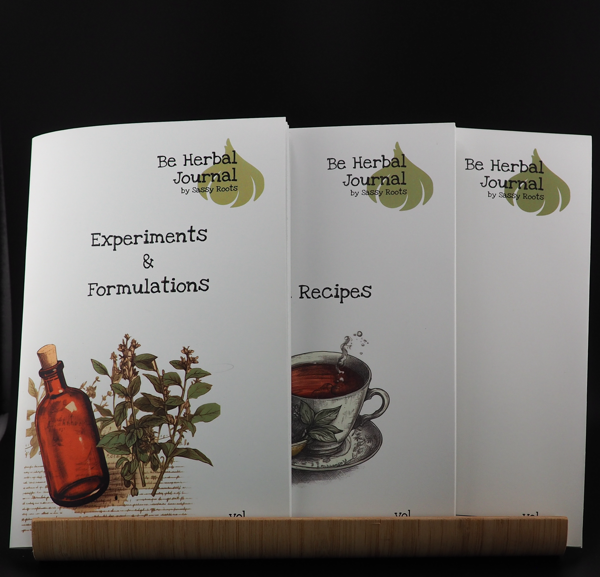 Be Herbal
Journal
by Sassy Roots
Experiments
&
Formulations
vol
Be Herbal
Journal
by Sassy Roots
Recipes
vol
Be Herbal
Journal
by Sassy Roots
vol